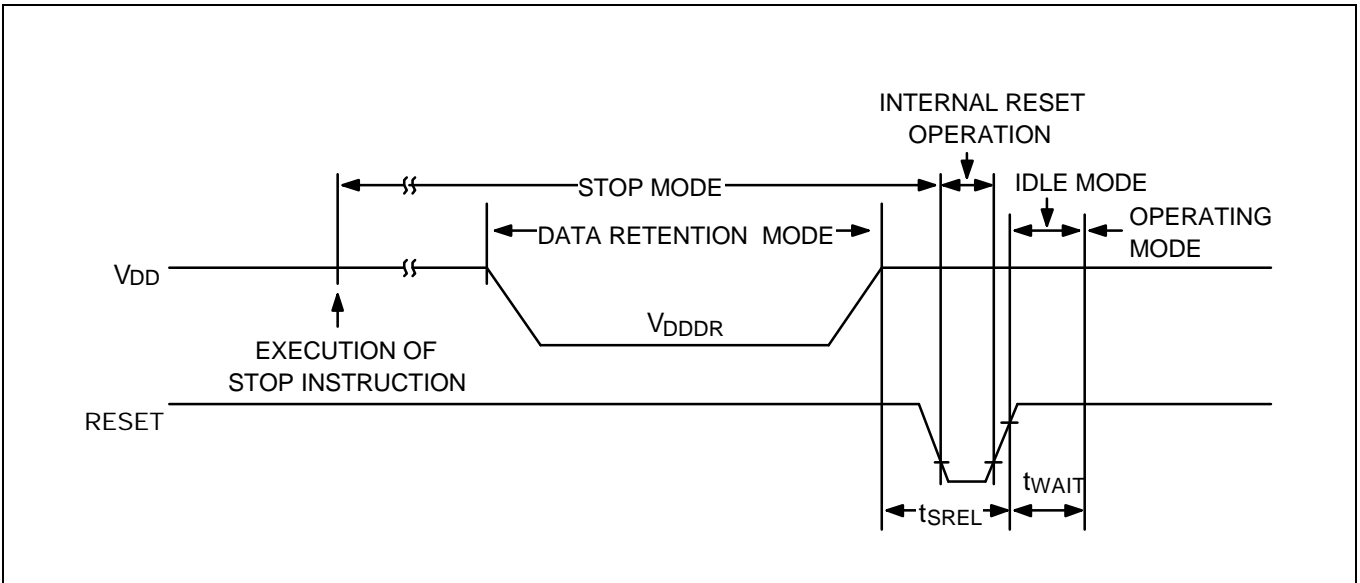 INTERNAL RESET
OPERATION
STOP MODE
IDLE MODE
DATA RETENTION MODE
OPERATING
MODE
VDD
VDDDR
EXECUTION OF
STOP INSTRUCTION
RESET
tWAIT
tSREL